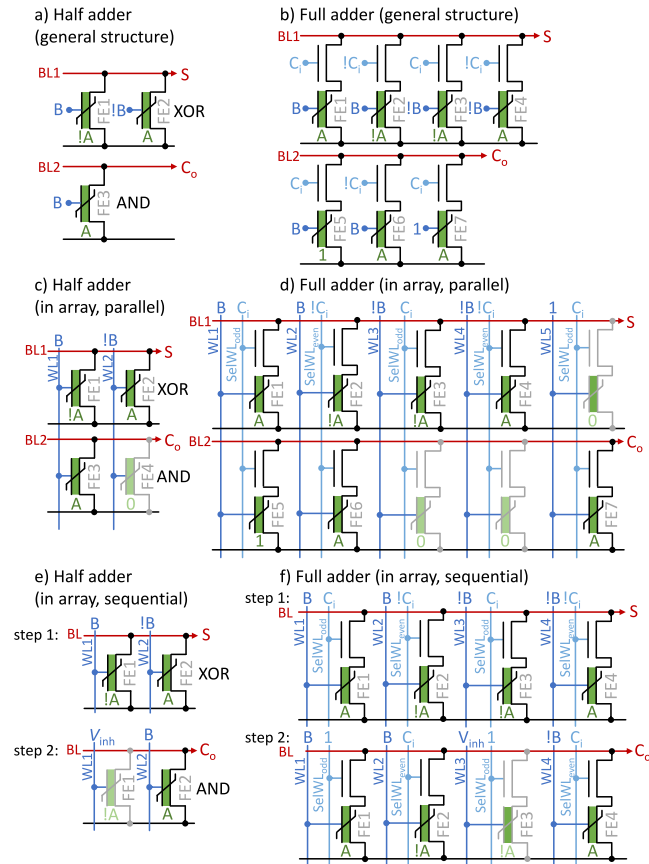 a) Half adder
(general structure)
BL1
S
B
FE1
!A
!B
FE2
A
XOR
BL2
Co
B
FE3
A
AND
b) Full adder (general structure)
BL1
S
Ci
!Ci
Ci
!Ci
B
FE1
A
B
FE2
!A
!B
FE3
!A
!B
FE4
A
BL2
Co
Ci
!Ci
Ci
B
FE5
1
B
FE6
A
1
FE7
A
c) Half adder
(in array, parallel)
B
!B
BL1
S
WL1
WL2
FE1
!A
FE2
A
XOR
BL2
Co
FE3
A
FE4
0
AND
d) Full adder (in array, parallel)
B Ci
B !Ci
!B Ci
!B !Ci
1 Ci
BL1
S
WL1
SelWLodd
WL2
SelWLeven
WL3
SelWLodd
WL4
SelWLeven
WL5
SelWLodd
FE1
A
FE2
!A
FE3
!A
FE4
A
0
BL2
Co
FE5
1
FE6
A
0
0
FE7
A
e) Half adder
(in array, sequential)
step 1:
B
!B
BL
S
WL1
WL2
FE1
!A
FE2
A
XOR
step 2:
Vinh
B
BL
Co
WL1
WL2
FE1
!A
FE2
A
AND
f) Full adder (in array, sequential)
step 1:
B Ci
B !Ci
!B Ci
!B !Ci
BL
S
WL1
SelWLodd
WL2
SelWLeven
WL3
SelWLodd
WL4
SelWLeven
FE1
A
FE2
!A
FE3
!A
FE4
A
step 2:
B 1
B Ci
Vinh 1
!B Ci
BL
Co
WL1
SelWLodd
WL2
SelWLeven
WL3
SelWLodd
WL4
SelWLeven
FE1
A
FE2
!A
FE3
!A
FE4
A